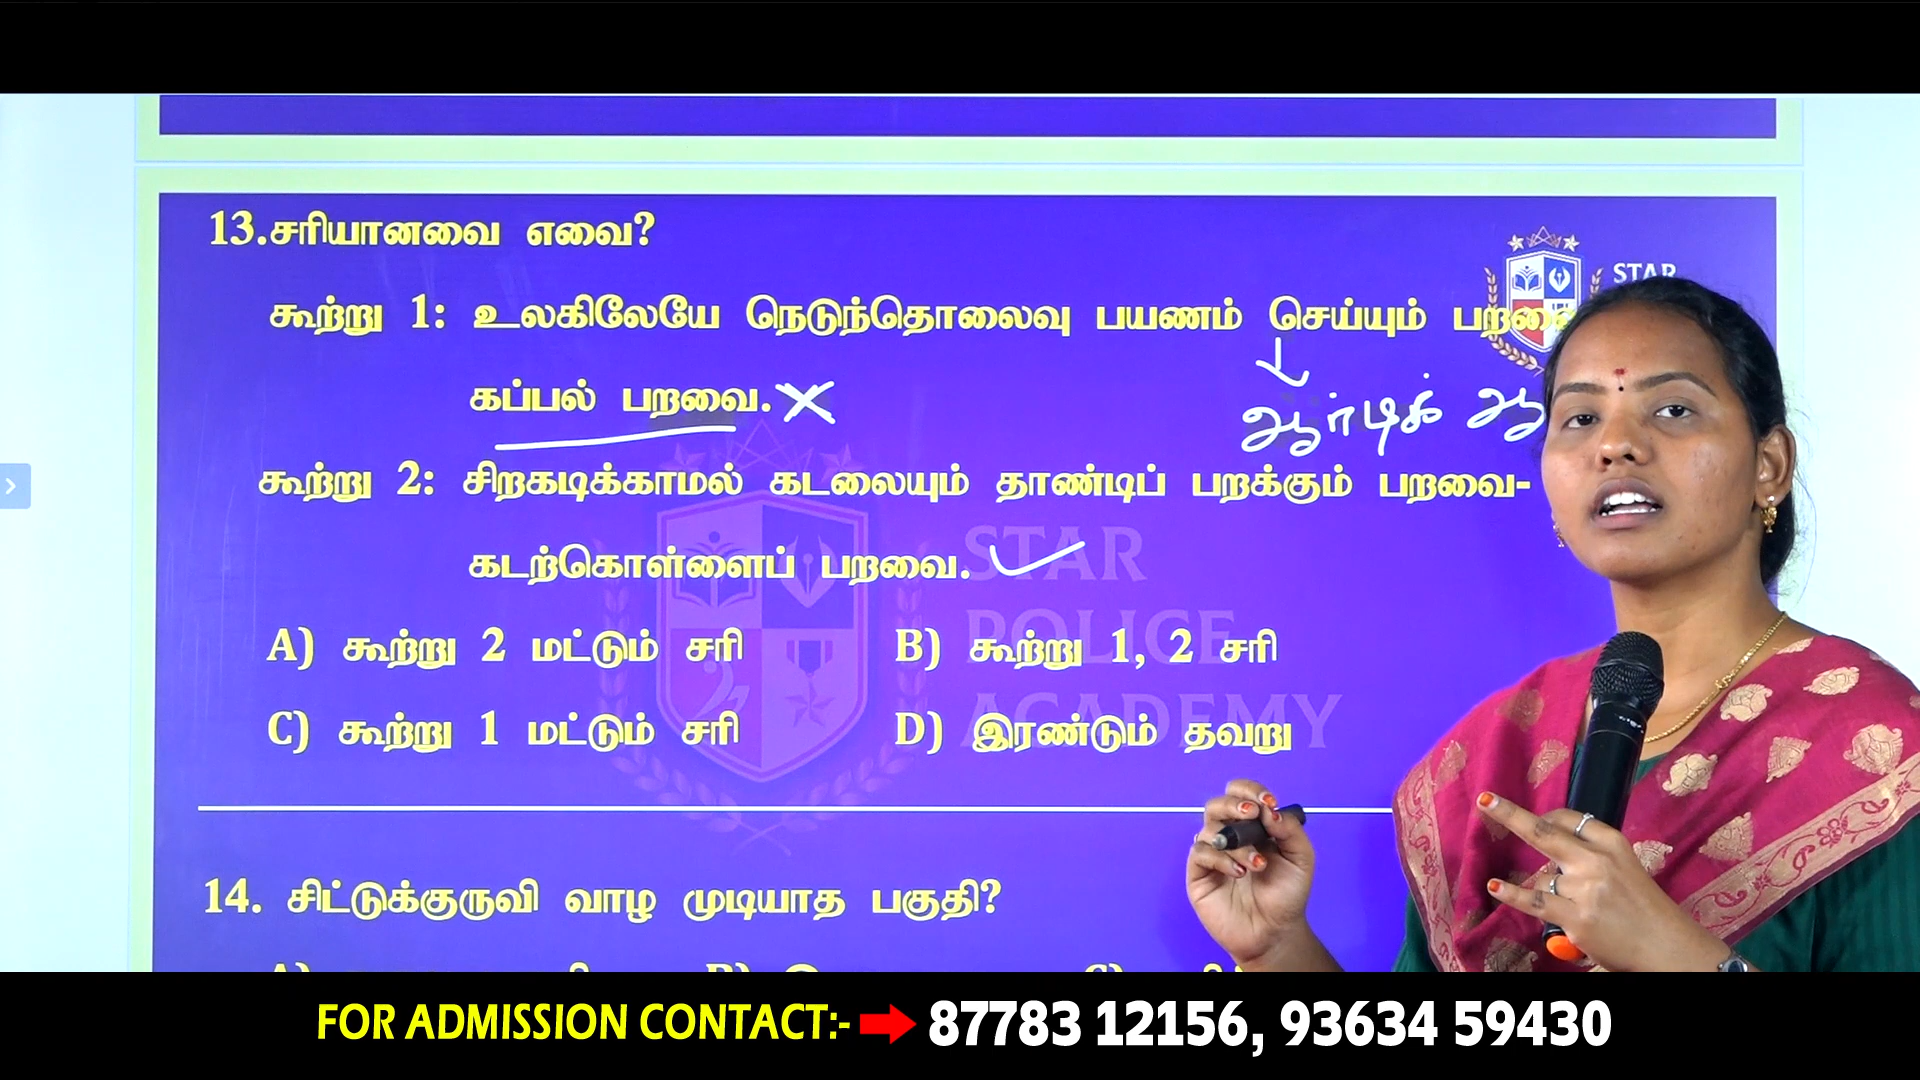 13.சரியானவை எவை?
STAR
கூற்று 1: உலகிலேயே நெடுந்தொலைவு பயணம் செய்யும் பறவை
கப்பல் பறவை.
ஆர்டிக் ஆ
கூற்று 2: சிறகடிக்காமல் கடலையும் தாண்டிப் பறக்கும் பறவை-
கடற்கொள்ளைப் பறவை.
STAR
POLICE
ACADEMY
A) கூற்று 2 மட்டும் சரி B) கூற்று 1, 2 சரி
C) கூற்று 1 மட்டும் சரி D) இரண்டும் தவறு
14. சிட்டுக்குருவி வாழ முடியாத பகுதி?
FOR ADMISSION CONTACT:- 87783 12156, 93634 59430